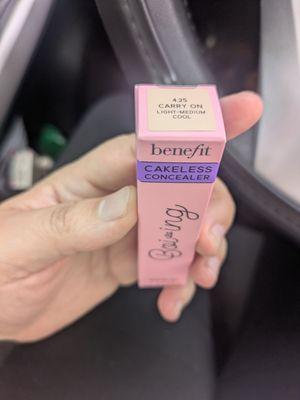 4.25
CARRY ON
LIGHT-MEDIUM
COOL
benefit
CAKELESS
CONCEALER
Boi-ing